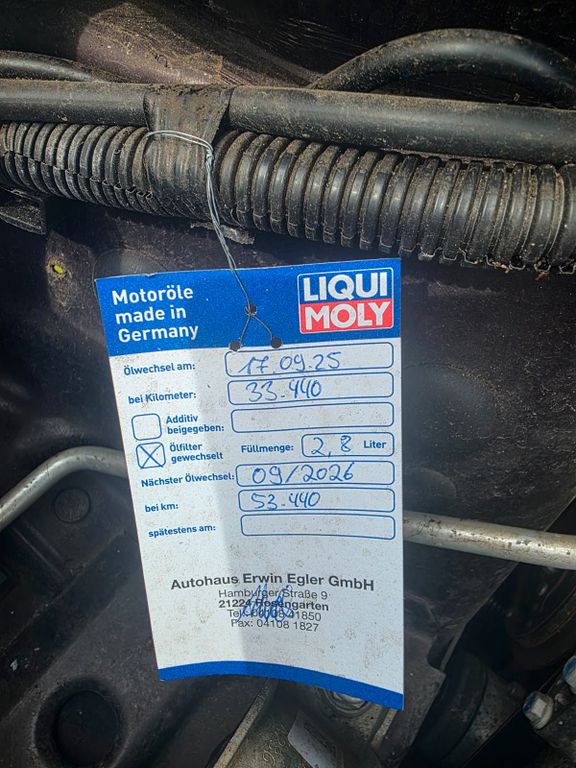 Motoröle
made in
Germany
LIQUI
MOLY
Ölwechsel am: 17.09.25
bei Kilometer: 33.440
Additiv
beigegeben:
Ölfilter
gewechselt
Füllmenge: 2,8 Liter
Nächster Ölwechsel: 09/2026
bei km: 53.440
spätestens am:
Autohaus Erwin Egler GmbH
Hamburger Straße 9
21224 Rosengarten
Tel.
Fax: 04108 1827